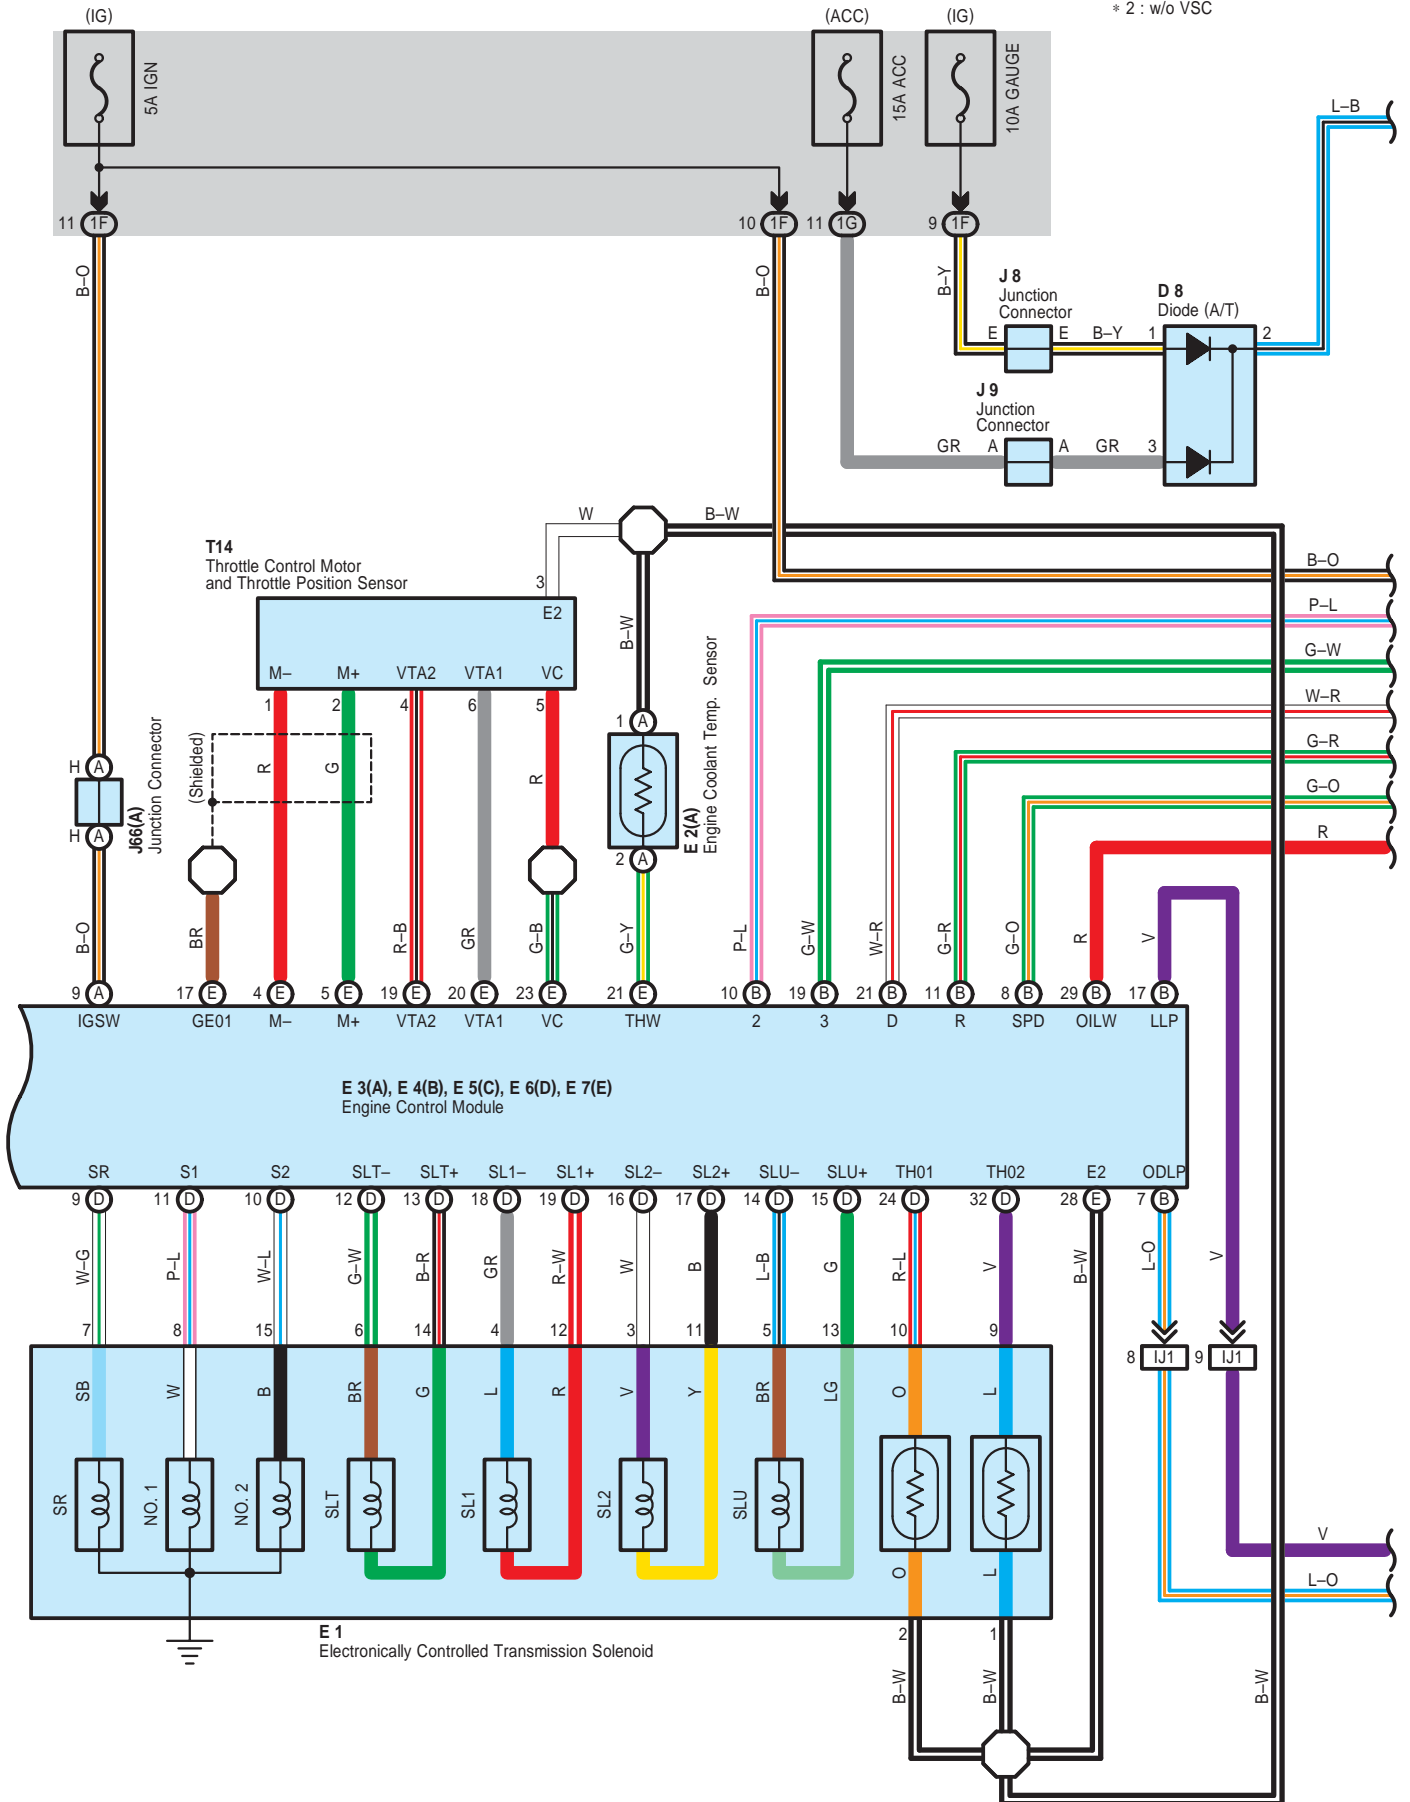 * 2 : w/o VSC
(IG)
(ACC)
(IG)
5A IGN
15A ACC
10A GAUGE
L–B
11 1F
10 1F
11 1G
9 1F
B–O
B–O
B–Y
J 8
Junction
Connector
E E B–Y 1
D 8
Diode (A/T)
2
J 9
Junction
Connector
GR A A GR 3
W
B–W
T14
Throttle Control Motor
and Throttle Position Sensor
3
E2
M– M+ VTA2 VTA1 VC
1 2 4 6 5
B–W
B–O
P–L
G–W
W–R
G–R
G–O
R
1 A
Engine Coolant Temp. Sensor
E 2(A)
2 A
(Shielded)
R
G
R
H A
H A
J66(A)
Junction Connector
B–O
BR
R–B
GR
G–B
G–Y
P–L
G–W
W–R
G–R
G–O
R
V
9 A 17 E 4 E 5 E 19 E 20 E 23 E 21 E 10 B 19 B 21 B 11 B 8 B 29 B 17 B
IGSW GE01 M– M+ VTA2 VTA1 VC THW 2 3 D R SPD OILW LLP
E 3(A), E 4(B), E 5(C), E 6(D), E 7(E)
Engine Control Module
SR S1 S2 SLT– SLT+ SL1– SL1+ SL2– SL2+ SLU– SLU+ TH01 TH02 E2 ODLP
9 D 11 D 10 D 12 D 13 D 18 D 19 D 16 D 17 D 14 D 15 D 24 D 32 D 28 E 7 B
W–G P–L W–L G–W B–R GR R–W W B L–B G R–L V B–W L–O V
7 8 15 6 14 4 12 3 11 5 13 10 9
8 IJ1 9 IJ1
SB W B BR G L R V Y BR LG O L
SR NO. 1 NO. 2 SLT SL1 SL2 SLU
O L
V
L–O
E 1
Electronically Controlled Transmission Solenoid
2 1
B–W B–W B–W